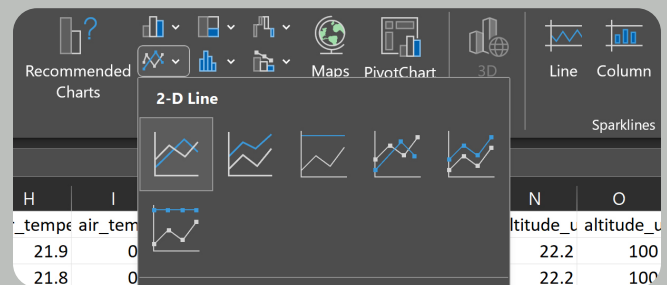 Recommended
Charts
Maps
PivotChart
3D
Line
Column
Sparklines
2-D Line
H I N O
_tempe air_tem ltitude_u altitude_u
21.9 0 22.2 100
21.8 0 22.2 100